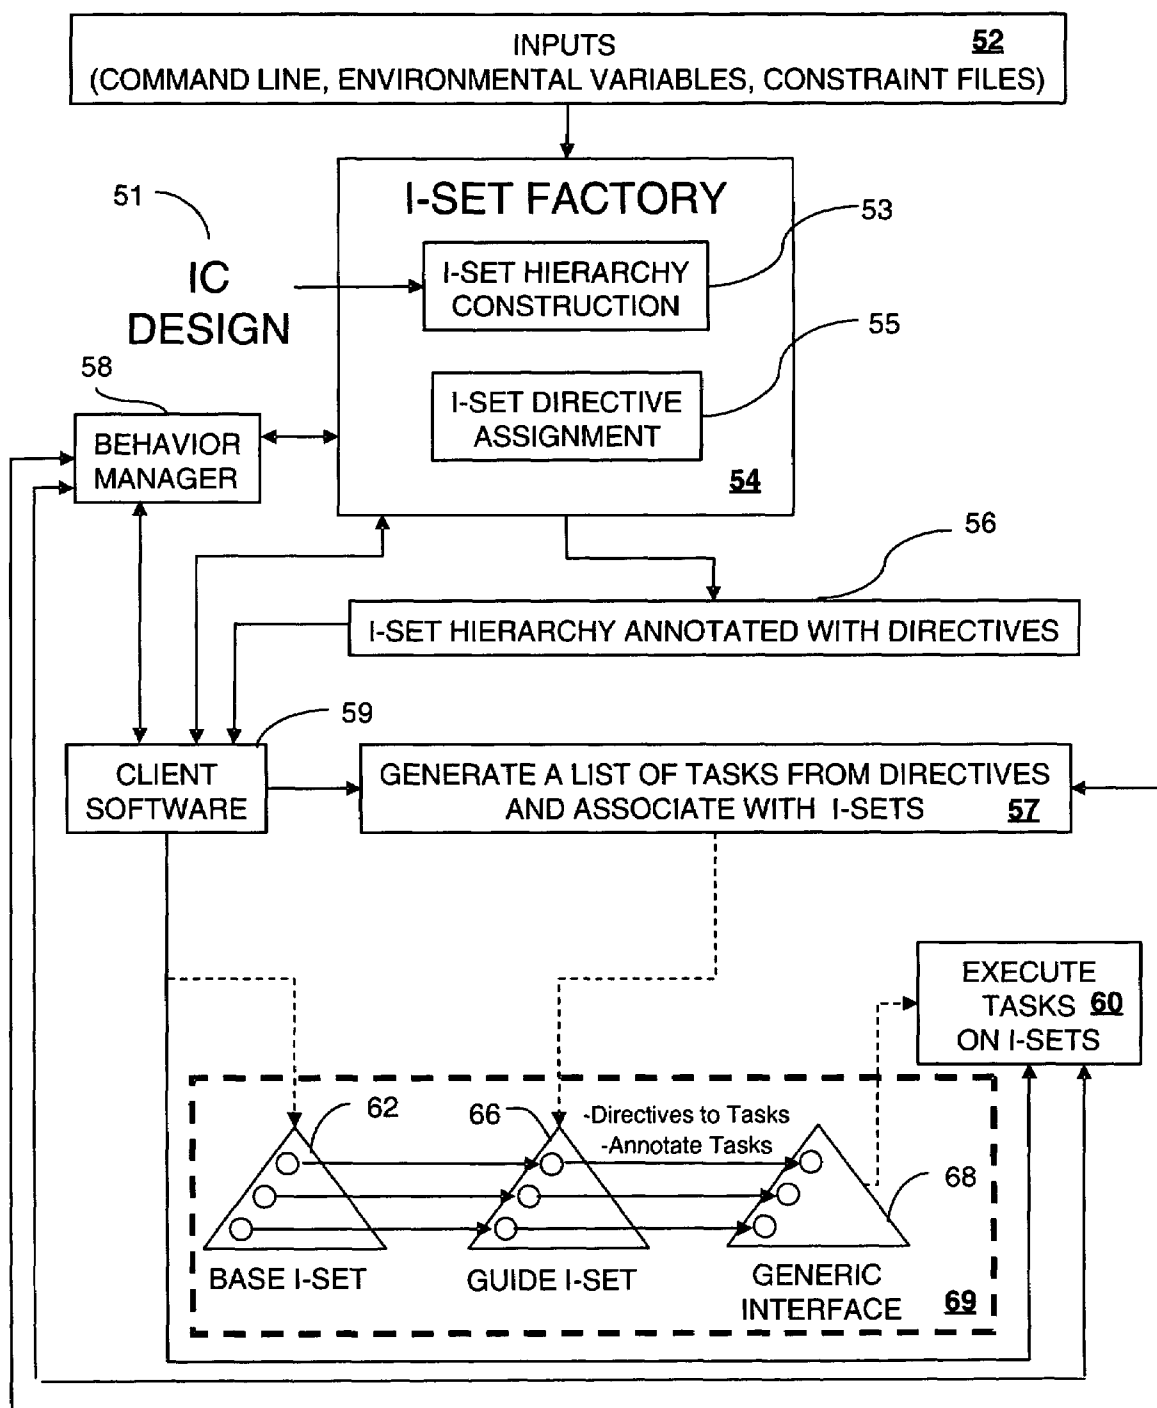 INPUTS 52
(COMMAND LINE, ENVIRONMENTAL VARIABLES, CONSTRAINT FILES)
I-SET FACTORY
51
53
I-SET HIERARCHY
CONSTRUCTION
IC
DESIGN
55
58
I-SET DIRECTIVE
ASSIGNMENT
BEHAVIOR
MANAGER
54
56
I-SET HIERARCHY ANNOTATED WITH DIRECTIVES
59
CLIENT
SOFTWARE
GENERATE A LIST OF TASKS FROM DIRECTIVES
AND ASSOCIATE WITH I-SETS 57
EXECUTE
TASKS 60
ON I-SETS
62
66
-Directives to Tasks
-Annotate Tasks
68
BASE I-SET
GUIDE I-SET
GENERIC
INTERFACE
69